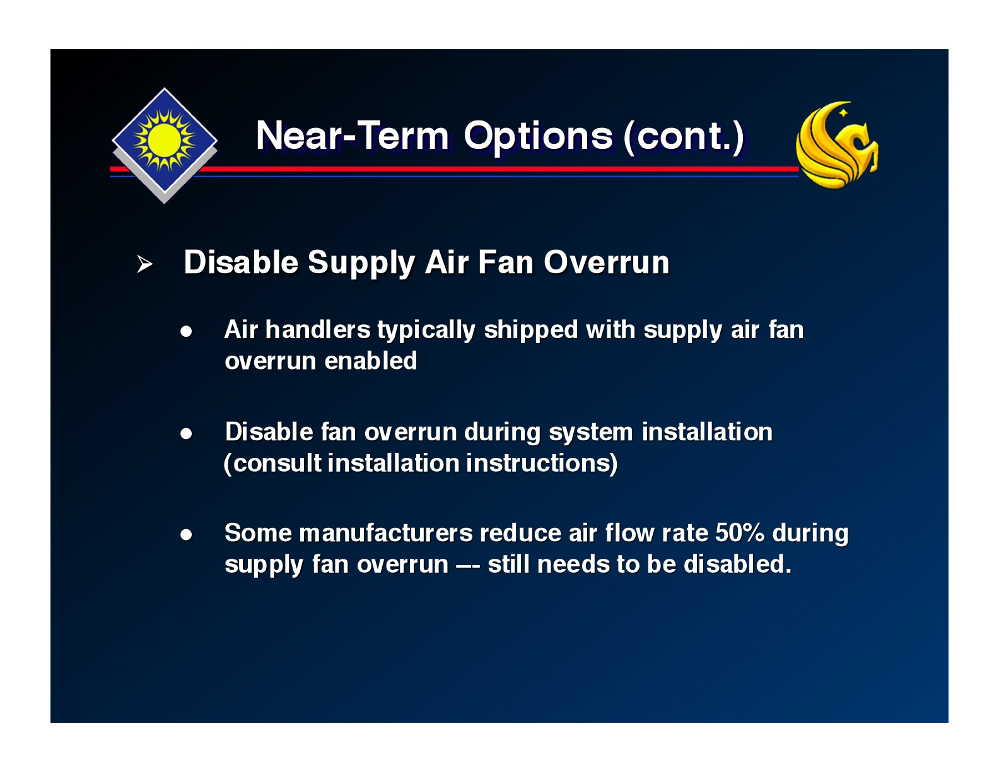 Near-Term Options (cont.)
Disable Supply Air Fan Overrun
Air handlers typically shipped with supply air fan
overrun enabled
Disable fan overrun during system installation
(consult installation instructions)
Some manufacturers reduce air flow rate 50% during
supply fan overrun –-- still needs to be disabled.